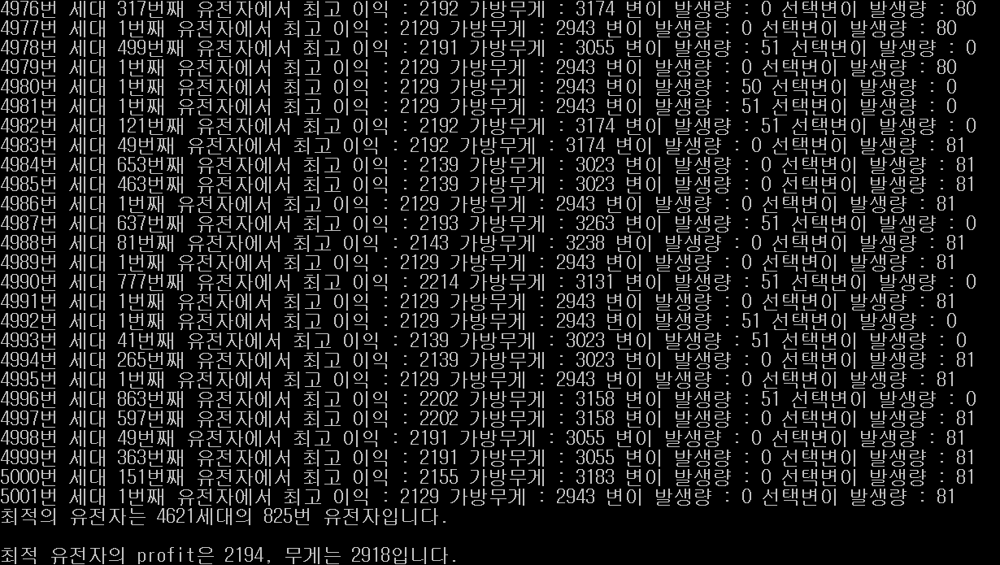 4976번 세대 317번째 유전자에서 최고 이익 : 2192 가방무게 : 3174 변이 발생량 : 0 선택변이 발생량 : 80
4977번 세대 1번째 유전자에서 최고 이익 : 2129 가방무게 : 2943 변이 발생량 : 0 선택변이 발생량 : 80
4978번 세대 499번째 유전자에서 최고 이익 : 2191 가방무게 : 3055 변이 발생량 : 51 선택변이 발생량 : 0
4979번 세대 1번째 유전자에서 최고 이익 : 2129 가방무게 : 2943 변이 발생량 : 0 선택변이 발생량 : 80
4980번 세대 1번째 유전자에서 최고 이익 : 2129 가방무게 : 2943 변이 발생량 : 50 선택변이 발생량 : 0
4981번 세대 1번째 유전자에서 최고 이익 : 2129 가방무게 : 2943 변이 발생량 : 51 선택변이 발생량 : 0
4982번 세대 121번째 유전자에서 최고 이익 : 2192 가방무게 : 3174 변이 발생량 : 51 선택변이 발생량 : 0
4983번 세대 49번째 유전자에서 최고 이익 : 2192 가방무게 : 3174 변이 발생량 : 0 선택변이 발생량 : 81
4984번 세대 653번째 유전자에서 최고 이익 : 2139 가방무게 : 3023 변이 발생량 : 0 선택변이 발생량 : 81
4985번 세대 463번째 유전자에서 최고 이익 : 2139 가방무게 : 3023 변이 발생량 : 0 선택변이 발생량 : 81
4986번 세대 1번째 유전자에서 최고 이익 : 2129 가방무게 : 2943 변이 발생량 : 0 선택변이 발생량 : 81
4987번 세대 637번째 유전자에서 최고 이익 : 2193 가방무게 : 3263 변이 발생량 : 51 선택변이 발생량 : 0
4988번 세대 81번째 유전자에서 최고 이익 : 2143 가방무게 : 3238 변이 발생량 : 0 선택변이 발생량 : 81
4989번 세대 1번째 유전자에서 최고 이익 : 2129 가방무게 : 2943 변이 발생량 : 0 선택변이 발생량 : 81
4990번 세대 777번째 유전자에서 최고 이익 : 2214 가방무게 : 3131 변이 발생량 : 51 선택변이 발생량 : 0
4991번 세대 1번째 유전자에서 최고 이익 : 2129 가방무게 : 2943 변이 발생량 : 0 선택변이 발생량 : 81
4992번 세대 1번째 유전자에서 최고 이익 : 2129 가방무게 : 2943 변이 발생량 : 51 선택변이 발생량 : 0
4993번 세대 41번째 유전자에서 최고 이익 : 2139 가방무게 : 3023 변이 발생량 : 51 선택변이 발생량 : 0
4994번 세대 265번째 유전자에서 최고 이익 : 2139 가방무게 : 3023 변이 발생량 : 0 선택변이 발생량 : 81
4995번 세대 1번째 유전자에서 최고 이익 : 2129 가방무게 : 2943 변이 발생량 : 0 선택변이 발생량 : 81
4996번 세대 863번째 유전자에서 최고 이익 : 2202 가방무게 : 3158 변이 발생량 : 51 선택변이 발생량 : 0
4997번 세대 597번째 유전자에서 최고 이익 : 2202 가방무게 : 3158 변이 발생량 : 0 선택변이 발생량 : 81
4998번 세대 49번째 유전자에서 최고 이익 : 2191 가방무게 : 3055 변이 발생량 : 0 선택변이 발생량 : 81
4999번 세대 363번째 유전자에서 최고 이익 : 2191 가방무게 : 3055 변이 발생량 : 0 선택변이 발생량 : 81
5000번 세대 151번째 유전자에서 최고 이익 : 2155 가방무게 : 3183 변이 발생량 : 0 선택변이 발생량 : 81
5001번 세대 1번째 유전자에서 최고 이익 : 2129 가방무게 : 2943 변이 발생량 : 0 선택변이 발생량 : 81
최적의 유전자는 4621세대의 825번 유전자입니다.
최적 유전자의 profit은 2194, 무게는 2918입니다.